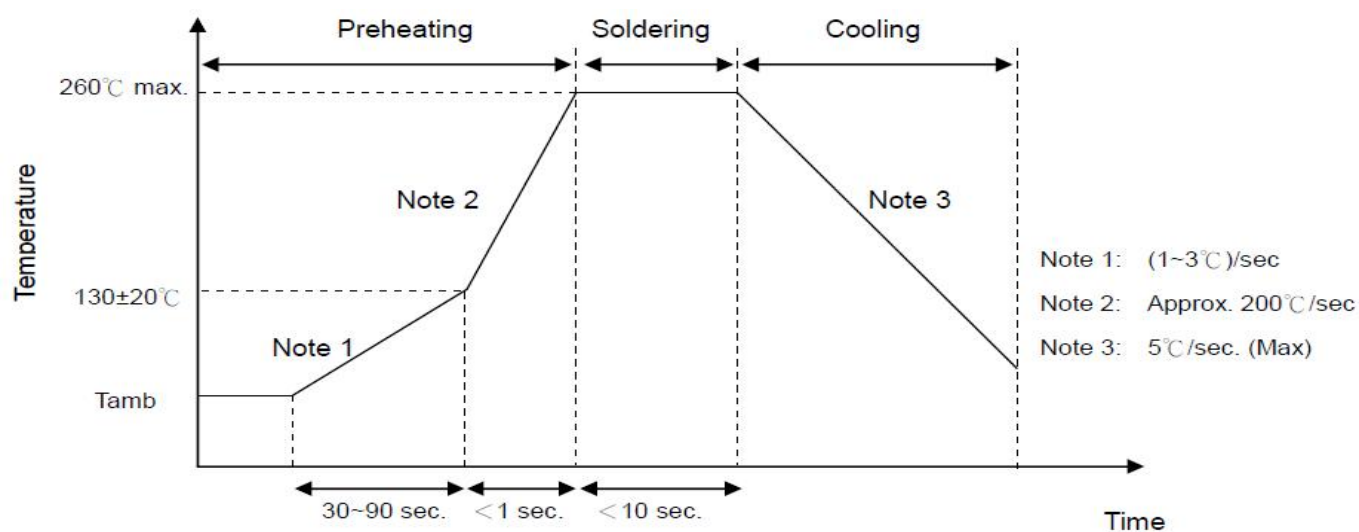 Preheating Soldering Cooling
260℃ max.
Temperature
Note 2
Note 3
130±20℃
Note 1
Tamb
30~90 sec. <1 sec. <10 sec.
Time
Note 1: (1~3℃)/sec
Note 2: Approx. 200℃/sec
Note 3: 5℃/sec. (Max)